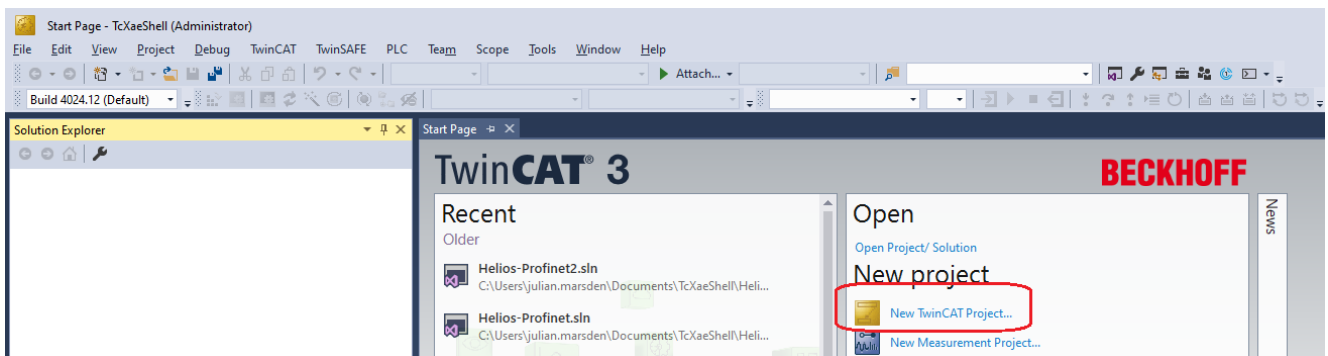 Start Page - TcXaeShell (Administrator)
File Edit View Project Debug TwinCAT TwinSAFE PLC Team Scope Tools Window Help
Attach...
Build 4024.12 (Default)
Solution Explorer
Start Page
TwinCAT® 3
BECKHOFF
Recent
Older
Helios-Profinet2.sln
C:\Users\julian.marsden\Documents\TcXaeShell\Heli...
Helios-Profinet.sln
C:\Users\julian.marsden\Documents\TcXaeShell\Heli...
Open
Open Project/ Solution
New project
New TwinCAT Project...
New Measurement Project...
News